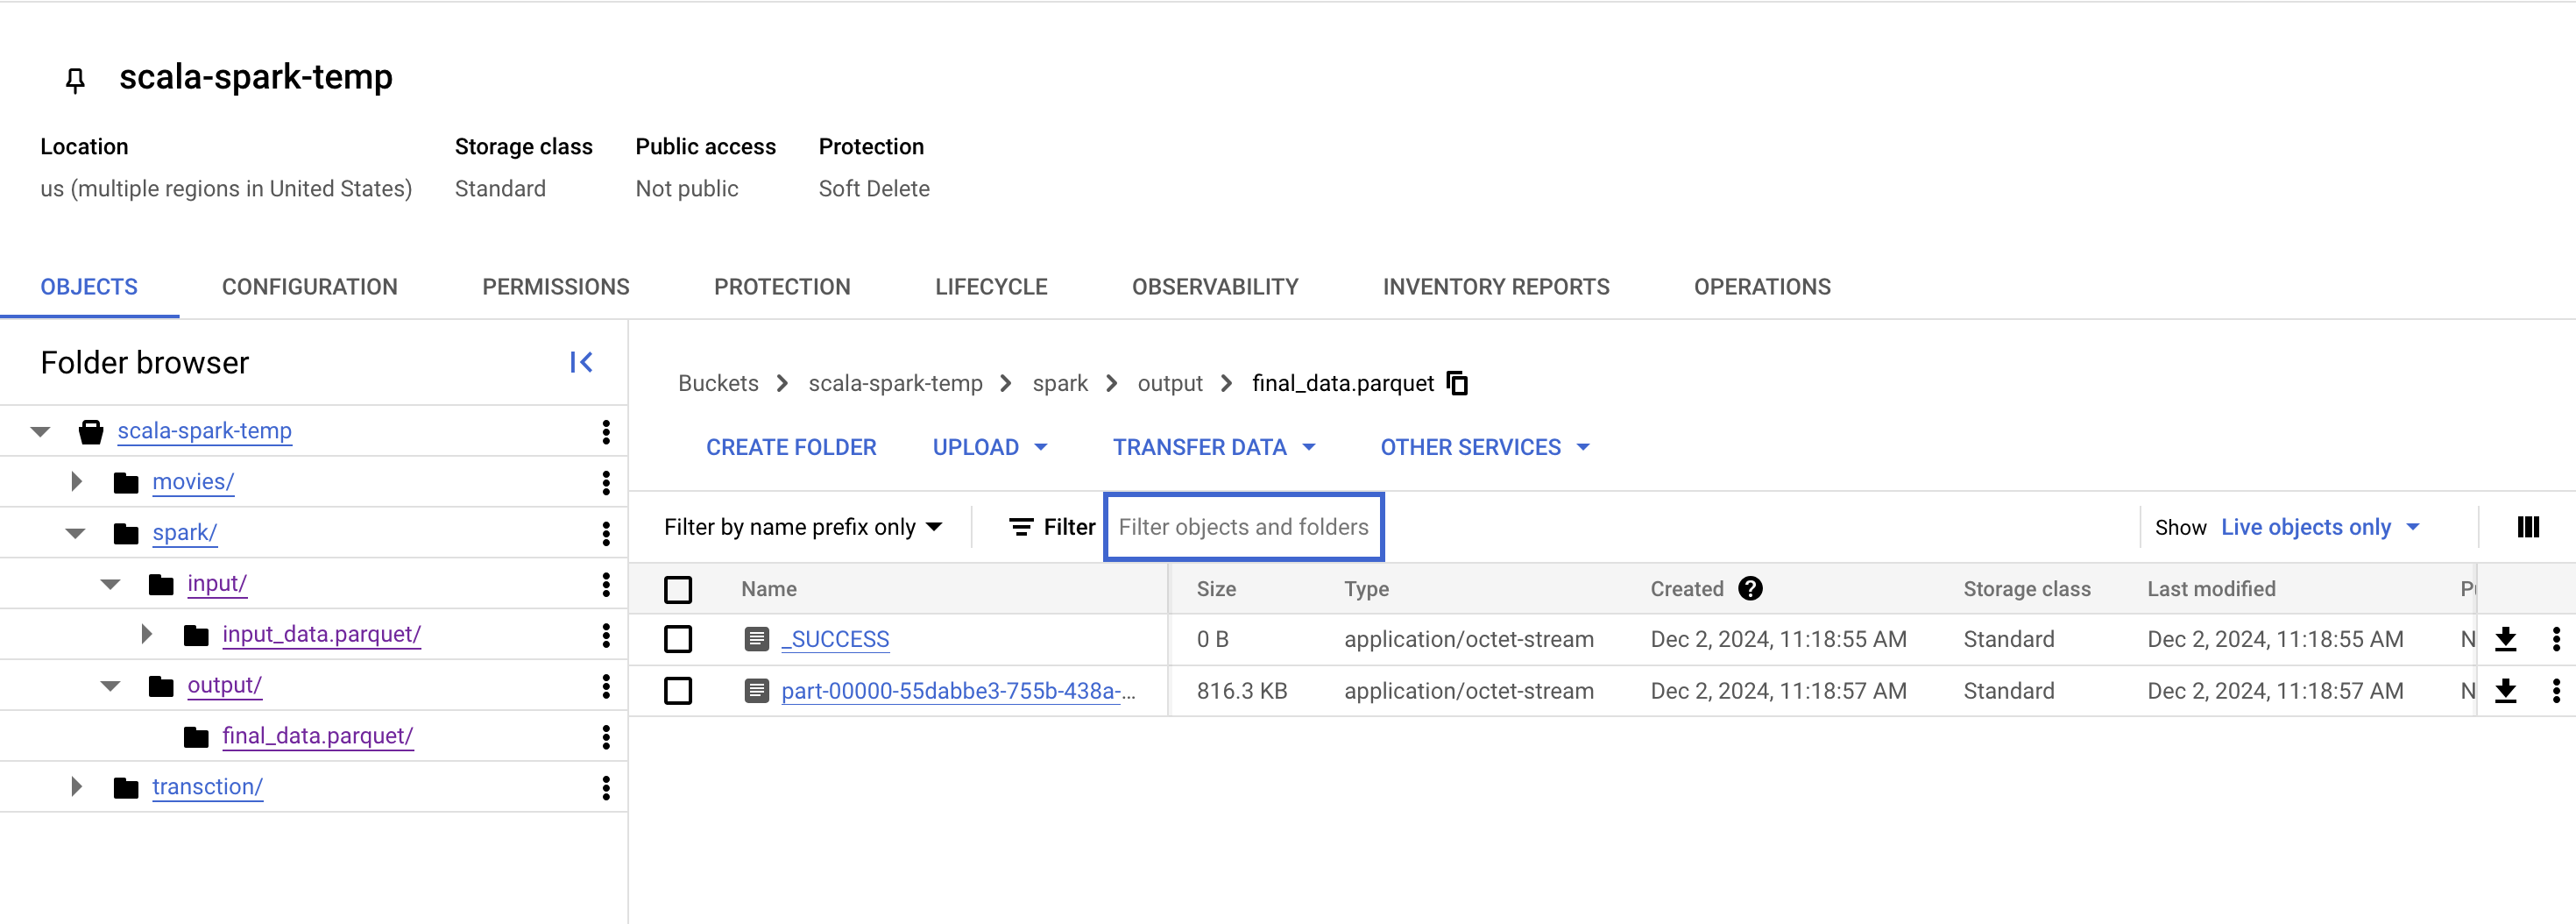 scala-spark-temp
Location Storage class Public access Protection
us (multiple regions in United States) Standard Not public Soft Delete
OBJECTS CONFIGURATION PERMISSIONS PROTECTION LIFECYCLE OBSERVABILITY INVENTORY REPORTS OPERATIONS
Folder browser
scala-spark-temp
movies/
spark/
input/
input_data.parquet/
output/
final_data.parquet/
transction/
Buckets > scala-spark-temp > spark > output > final_data.parquet
CREATE FOLDER UPLOAD TRANSFER DATA OTHER SERVICES
Filter by name prefix only Filter Filter objects and folders Show Live objects only
Name Size Type Created ? Storage class Last modified
_SUCCESS 0 B application/octet-stream Dec 2, 2024, 11:18:55 AM Standard Dec 2, 2024, 11:18:55 AM N
part-00000-55dabbe3-755b-438a-... 816.3 KB application/octet-stream Dec 2, 2024, 11:18:57 AM Standard Dec 2, 2024, 11:18:57 AM N